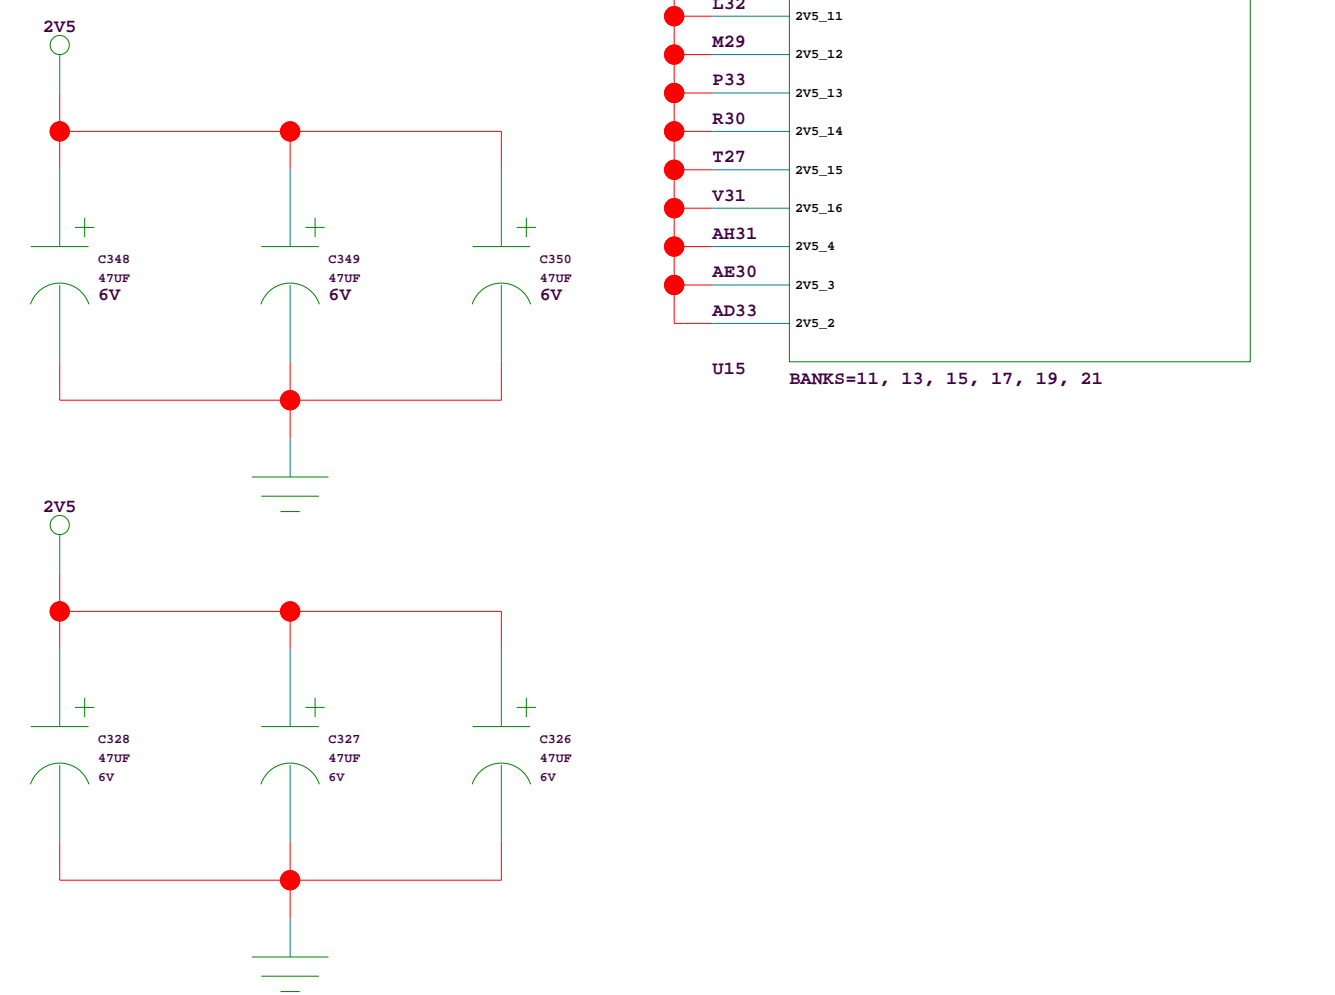 2V5
+
C348
47UF
6V
+
C349
47UF
6V
+
C350
47UF
6V
2V5
+
C328
47UF
6V
+
C327
47UF
6V
+
C326
47UF
6V
L32 2V5_11
M29 2V5_12
P33 2V5_13
R30 2V5_14
T27 2V5_15
V31 2V5_16
AH31 2V5_4
AE30 2V5_3
AD33 2V5_2
U15
BANKS=11, 13, 15, 17, 19, 21